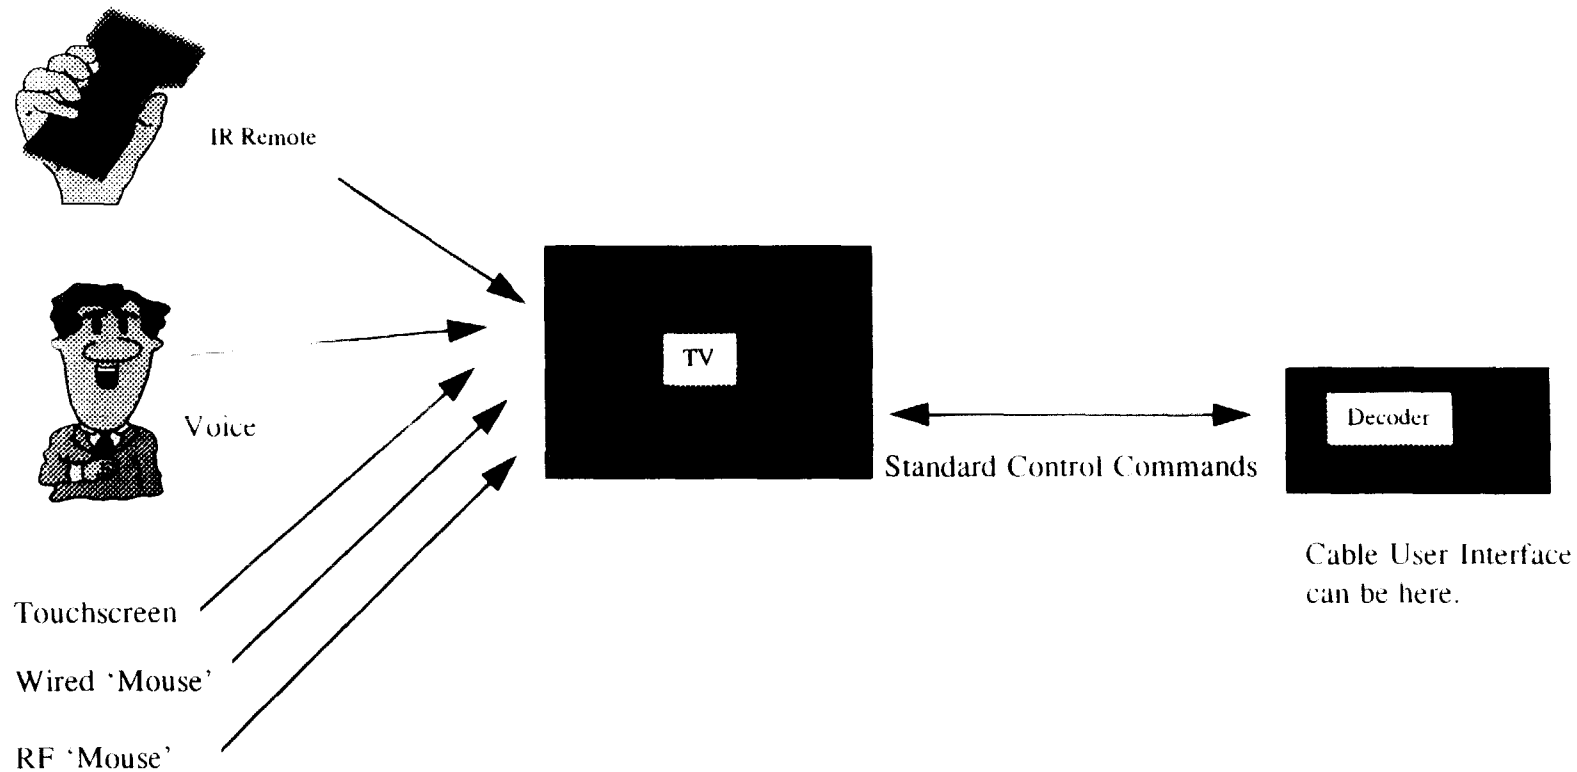 IR Remote
Voice
TV
Decoder
Standard Control Commands
Cable User Interface
can be here.
Touchscreen
Wired ‘Mouse’
RF ‘Mouse’